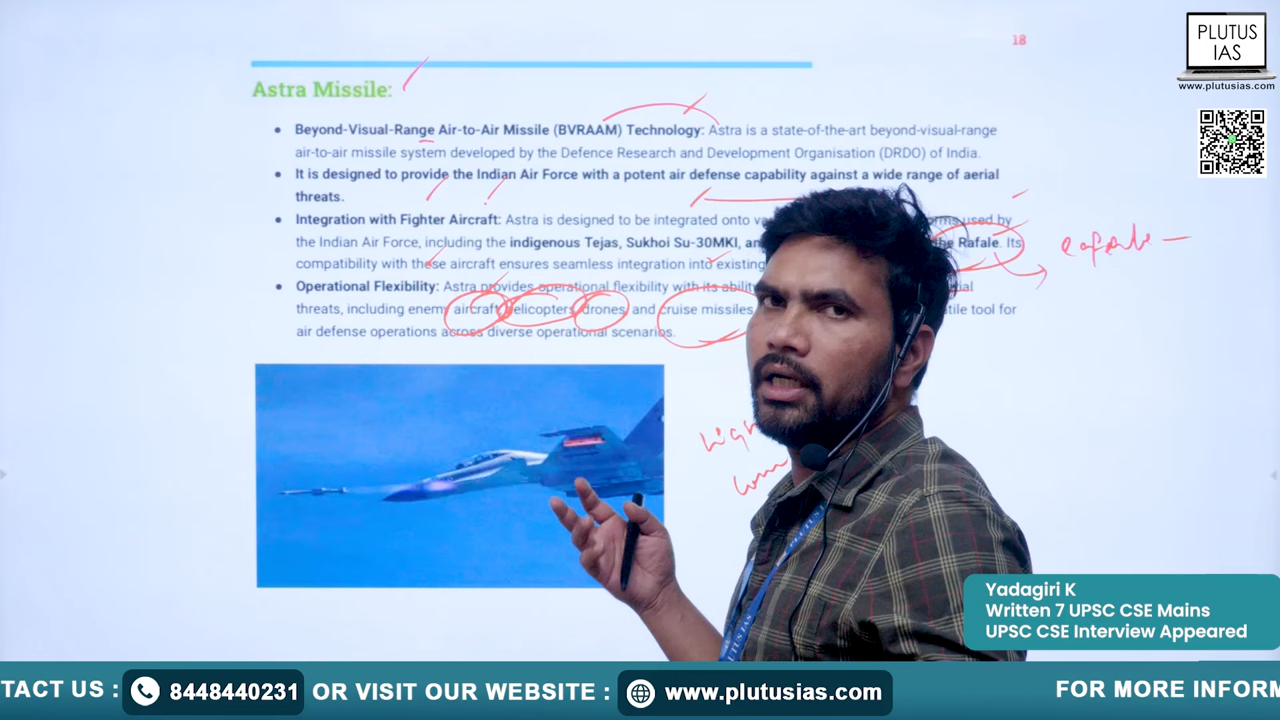 18
PLUTUS
IAS
www.plutusias.com
Astra Missile:
• Beyond-Visual-Range Air-to-Air Missile (BVRAAM) Technology: Astra is a state-of-the-art beyond-visual-range
air-to-air missile system developed by the Defence Research and Development Organisation (DRDO) of India.
• It is designed to provide the Indian Air Force with a potent air defense capability against a wide range of aerial
threats.
• Integration with Fighter Aircraft: Astra is designed to be integrated onto used by
the Indian Air Force, including the indigenous Tejas, Sukhoi Su-30MKI, Rafale. Its
compatibility with these aircraft ensures seamless integration into existing
• Operational Flexibility: Astra provides operational flexibility with its
threats, including enemy aircraft, helicopters, drones, and cruise missiles tool for
air defense operations across diverse operational scenarios.
PLUTUS IAS
Yadagiri K
Written 7 UPSC CSE Mains
UPSC CSE Interview Appeared
TACT US : 8448440231 OR VISIT OUR WEBSITE : www.plutusias.com FOR MORE INFORM